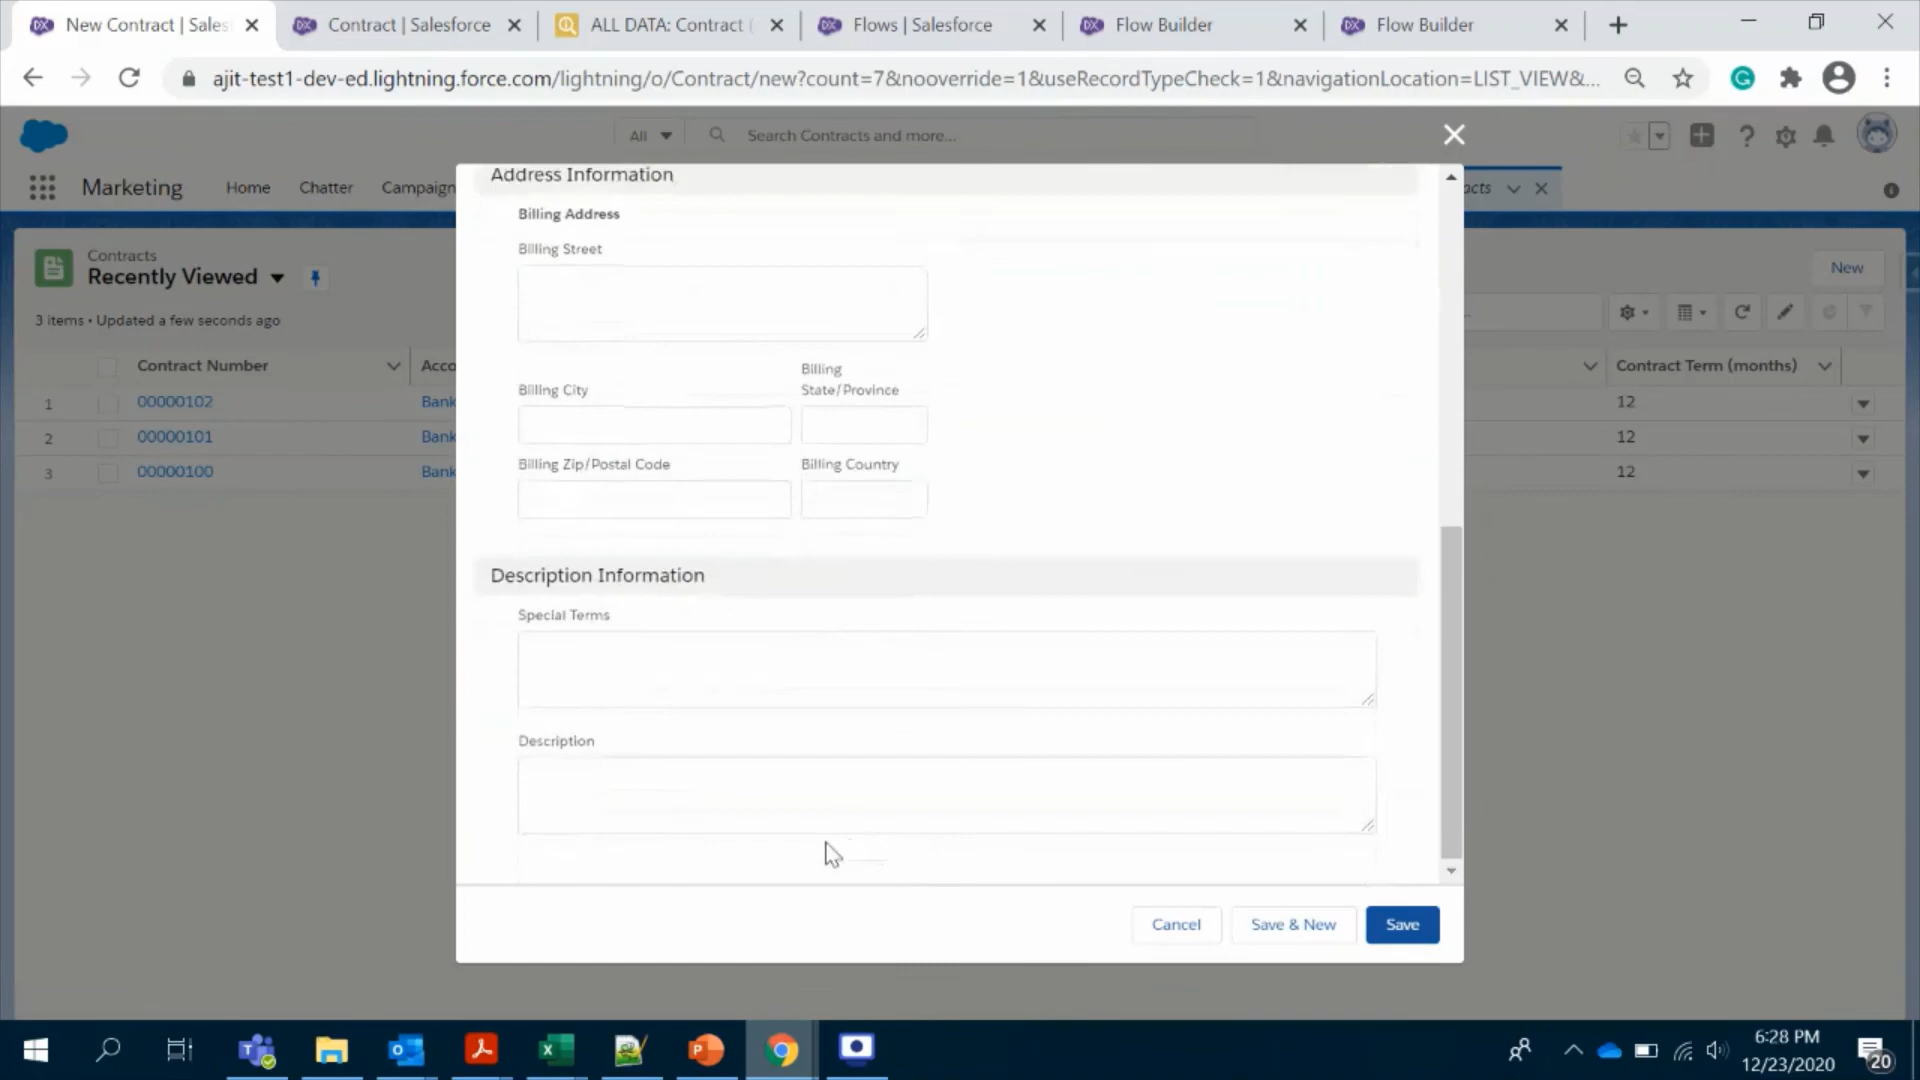 New Contract | Sales
Contract | Salesforce
ALL DATA: Contract (
Flows | Salesforce
Flow Builder
Flow Builder
ajit-test1-dev-ed.lightning.force.com/lightning/o/Contract/new?count=7&nooverride=1&useRecordTypeCheck=1&navigationLocation=LIST_VIEW&...
All
Search Contracts and more...
Marketing
Home
Chatter
Campaign
acts
Contracts
Recently Viewed
New
3 items • Updated a few seconds ago
Contract Number
Acco
Contract Term (months)
1
00000102
Bank
12
2
00000101
Bank
12
3
00000100
Bank
12
Address Information
Billing Address
Billing Street
Billing City
Billing
State/Province
Billing Zip/Postal Code
Billing Country
Description Information
Special Terms
Description
Cancel
Save & New
Save
6:28 PM
12/23/2020
20